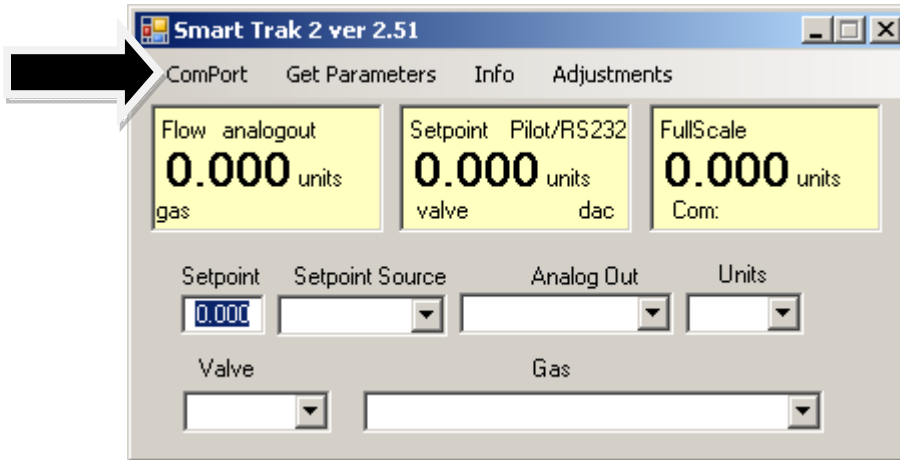 Smart Trak 2 ver 2.51
ComPort Get Parameters Info Adjustments
Flow analogout
0.000 units
gas
Setpoint Pilot/RS232
0.000 units
valve dac
FullScale
0.000 units
Com:
Setpoint Setpoint Source Analog Out Units
0.000
Valve Gas